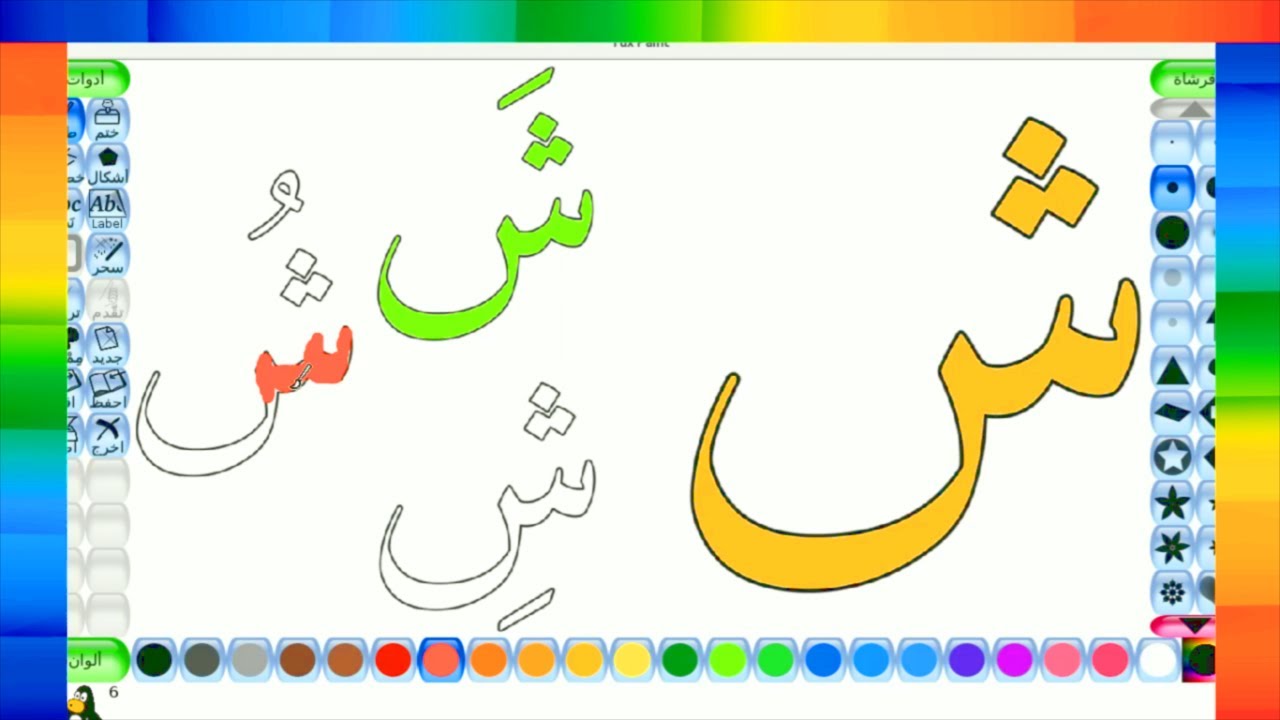 Tux Paint
أدوات
فرشاة
ختم
أشكال
Abc
Label
سحر
تقدم
جديد
احفظ
اخرج
شَ
شُ
شِ
ش
ألوان
6